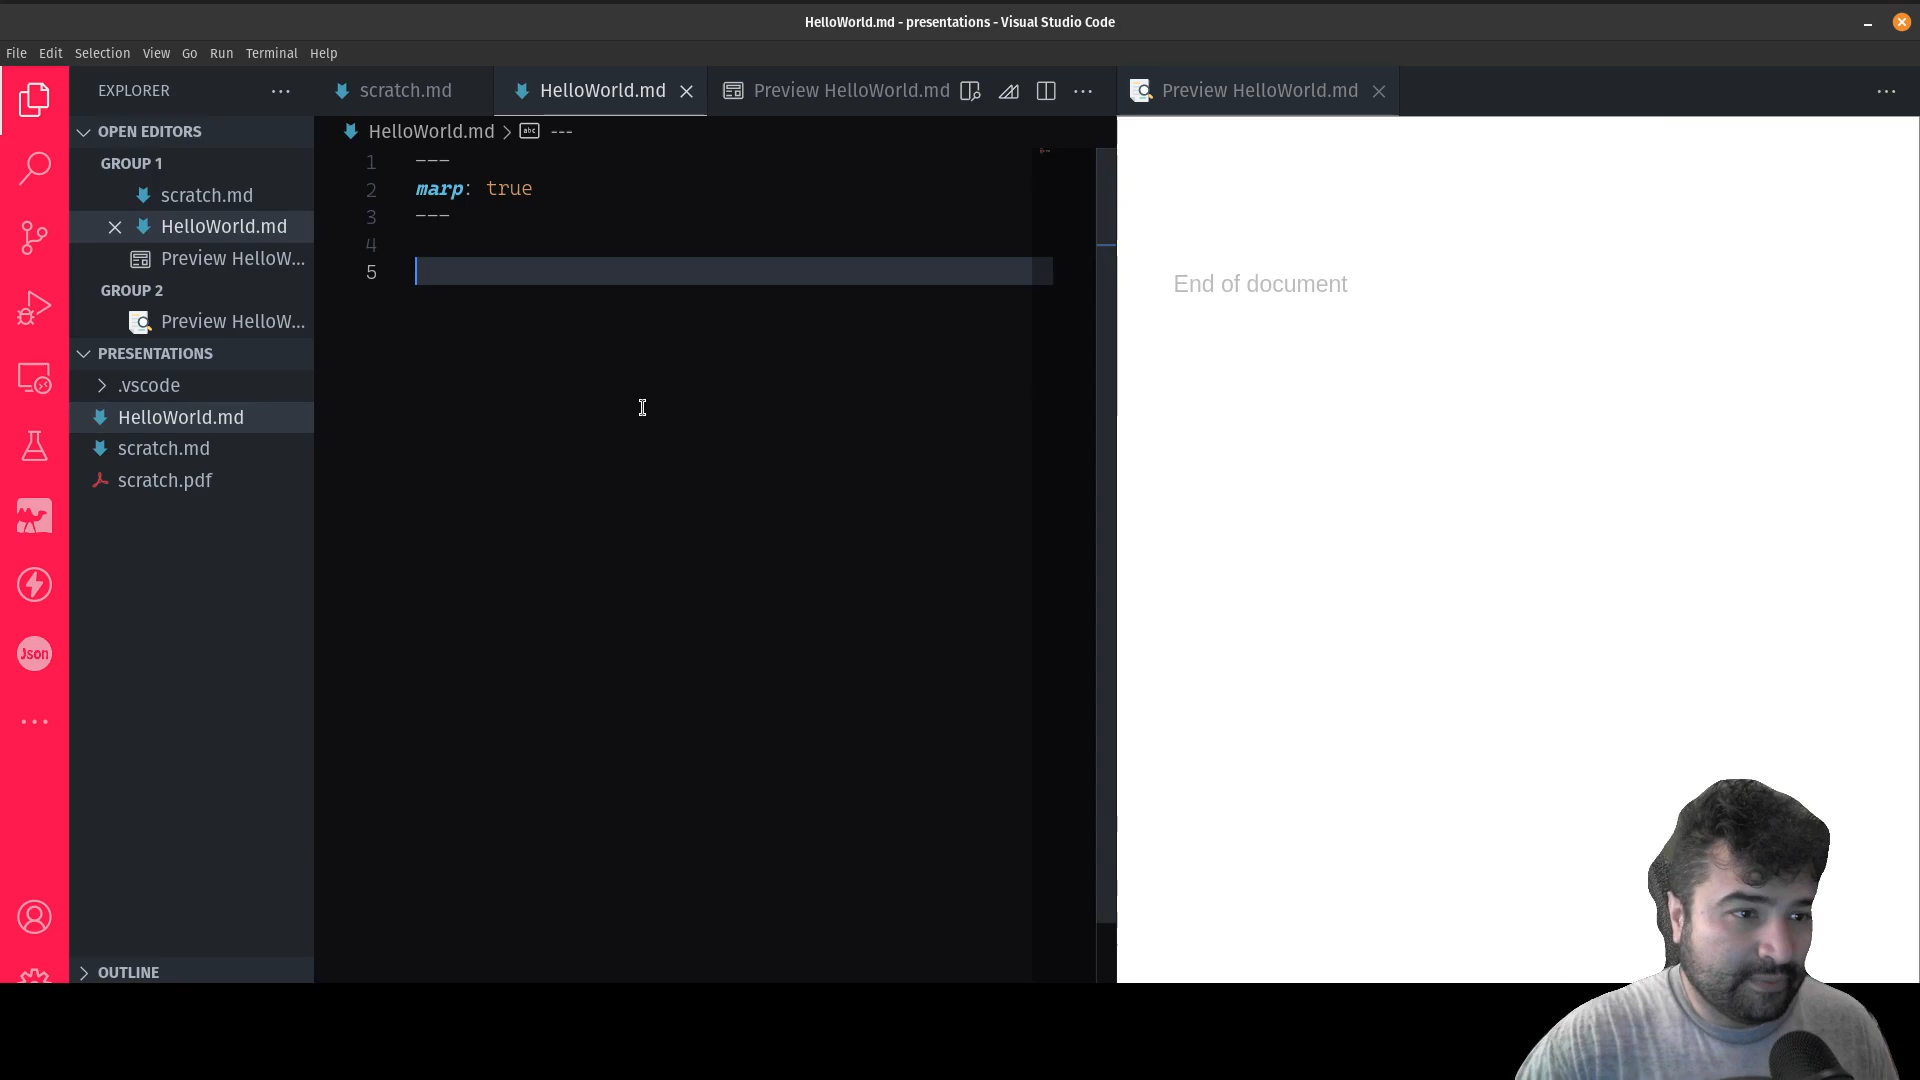 HelloWorld.md - presentations - Visual Studio Code
File Edit Selection View Go Run Terminal Help
EXPLORER
OPEN EDITORS
GROUP 1
scratch.md
HelloWorld.md
Preview HelloW...
GROUP 2
Preview HelloW...
PRESENTATIONS
.vscode
HelloWorld.md
scratch.md
scratch.pdf
OUTLINE
Json
scratch.md HelloWorld.md Preview HelloWorld.md
HelloWorld.md > abc ---
1 ---
2 marp: true
3 ---
4
5
Preview HelloWorld.md
End of document